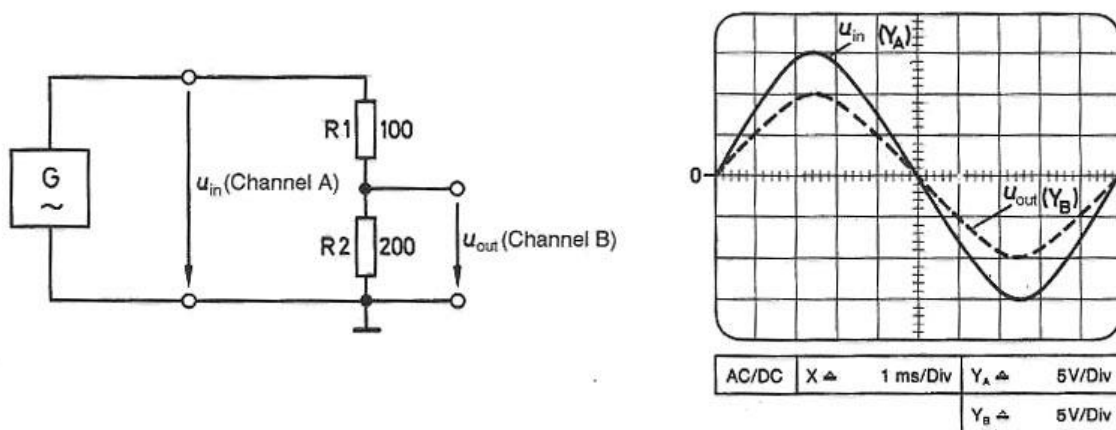 G
~
u_in (Channel A)
R1 100
R2 200
u_out (Channel B)
u_in (Y_A)
0
u_out (Y_B)
AC/DC X ≙ 1 ms/Div Y_A ≙ 5V/Div
Y_B ≙ 5V/Div